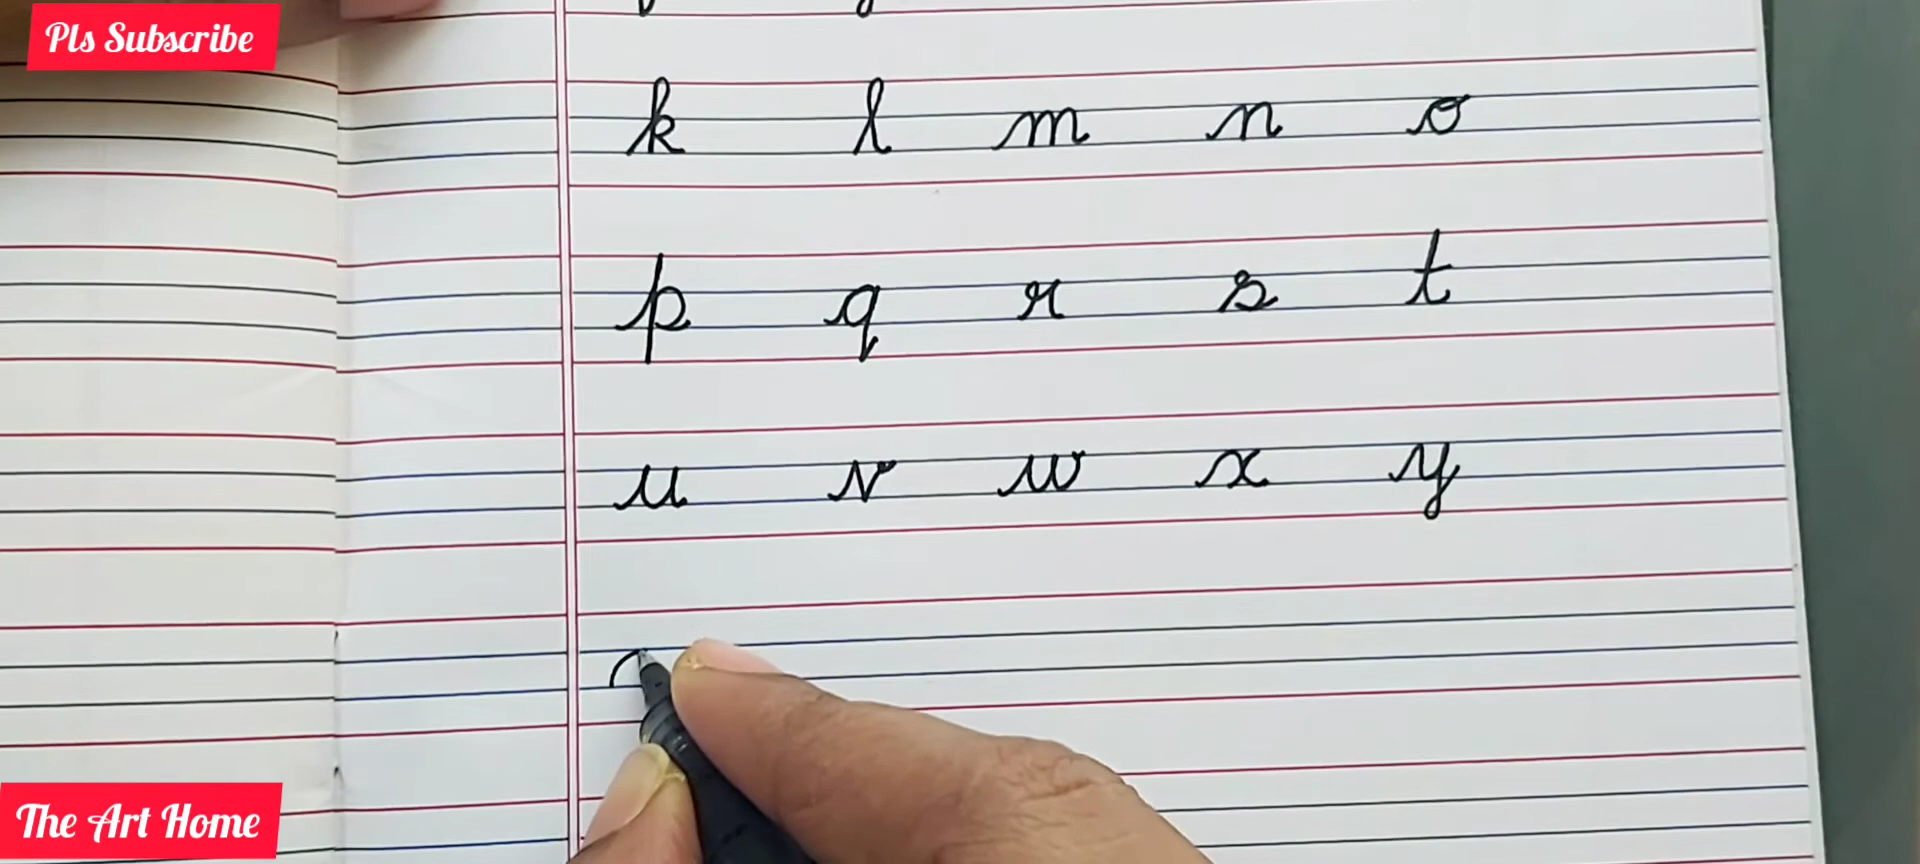 Pls Subscribe
k l m n o
p q r s t
u v w x y
The Art Home